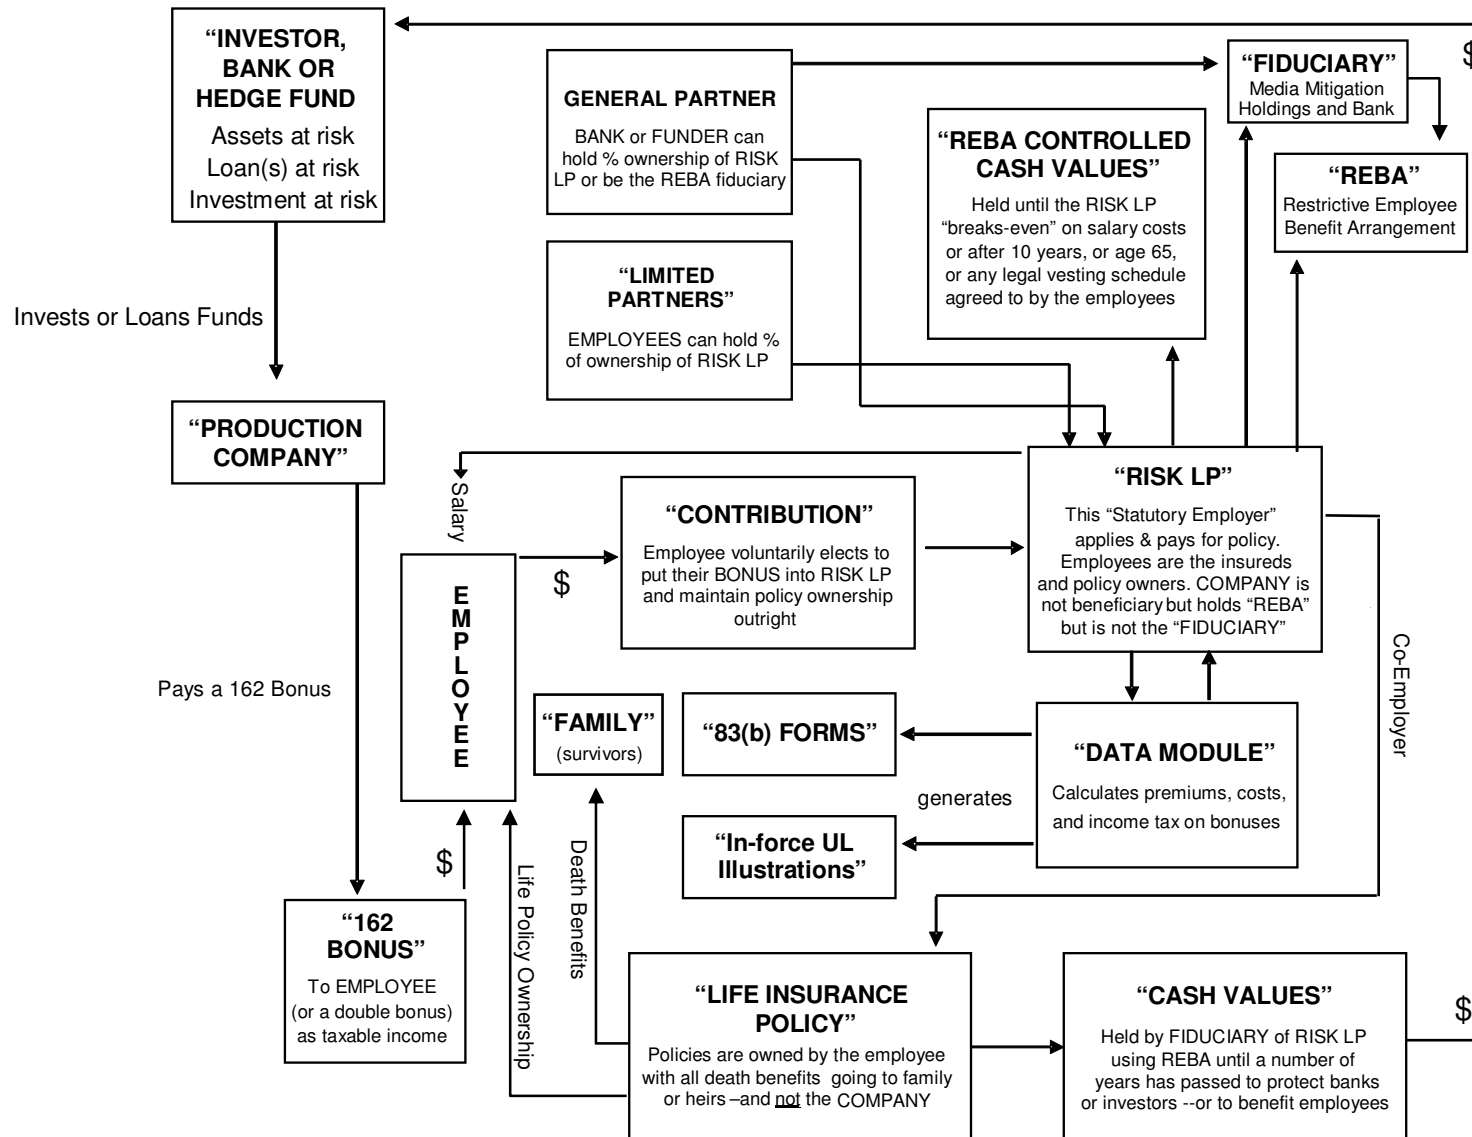 “INVESTOR,
BANK OR
HEDGE FUND
Assets at risk
Loan(s) at risk
Investment at risk
$
GENERAL PARTNER
BANK or FUNDER can
hold % ownership of RISK
LP or be the REBA fiduciary
“FIDUCIARY”
Media Mitigation
Holdings and Bank
“REBA CONTROLLED
CASH VALUES”
Held until the RISK LP
“breaks-even” on salary costs
or after 10 years, or age 65,
or any legal vesting schedule
agreed to by the employees
“REBA”
Restrictive Employee
Benefit Arrangement
“LIMITED
PARTNERS”
EMPLOYEES can hold %
of ownership of RISK LP
Invests or Loans Funds
“PRODUCTION
COMPANY”
Salary
“CONTRIBUTION”
Employee voluntarily elects to
put their BONUS into RISK LP
and maintain policy ownership
outright
$
“RISK LP”
This “Statutory Employer”
applies & pays for policy.
Employees are the insureds
and policy owners. COMPANY is
not beneficiary but holds “REBA”
but is not the “FIDUCIARY”
EMPLOYEE
Co-Employer
Pays a 162 Bonus
“FAMILY”
(survivors)
“83(b) FORMS”
“DATA MODULE”
Calculates premiums, costs,
and income tax on bonuses
generates
“In-force UL
Illustrations”
$
Life Policy Ownership
Death Benefits
“162
BONUS”
To EMPLOYEE
(or a double bonus)
as taxable income
“LIFE INSURANCE
POLICY”
Policies are owned by the employee
with all death benefits going to family
or heirs –and not the COMPANY
“CASH VALUES”
Held by FIDUCIARY of RISK LP
using REBA until a number of
years has passed to protect banks
or investors --or to benefit employees
$